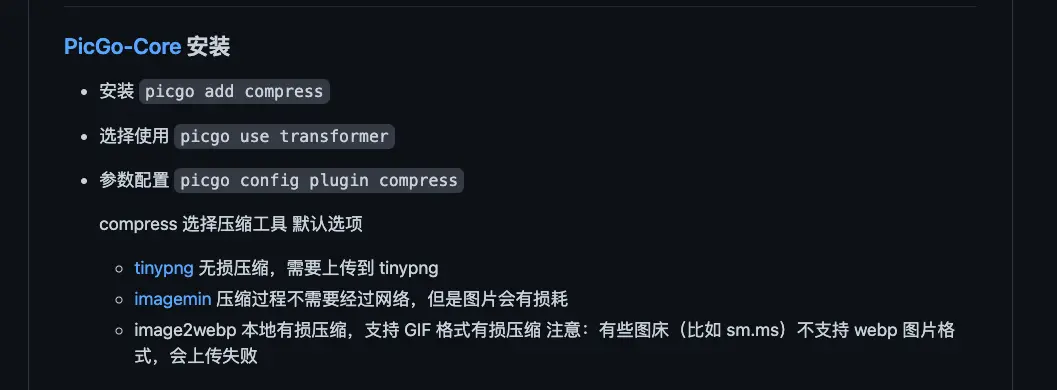 PicGo-Core 安装
安装 picgo add compress
选择使用 picgo use transformer
参数配置 picgo config plugin compress
compress 选择压缩工具 默认选项
tinypng 无损压缩，需要上传到 tinypng
imagemin 压缩过程不需要经过网络，但是图片会有损耗
image2webp 本地有损压缩，支持 GIF 格式有损压缩 注意：有些图床（比如 sm.ms）不支持 webp 图片格
式，会上传失败